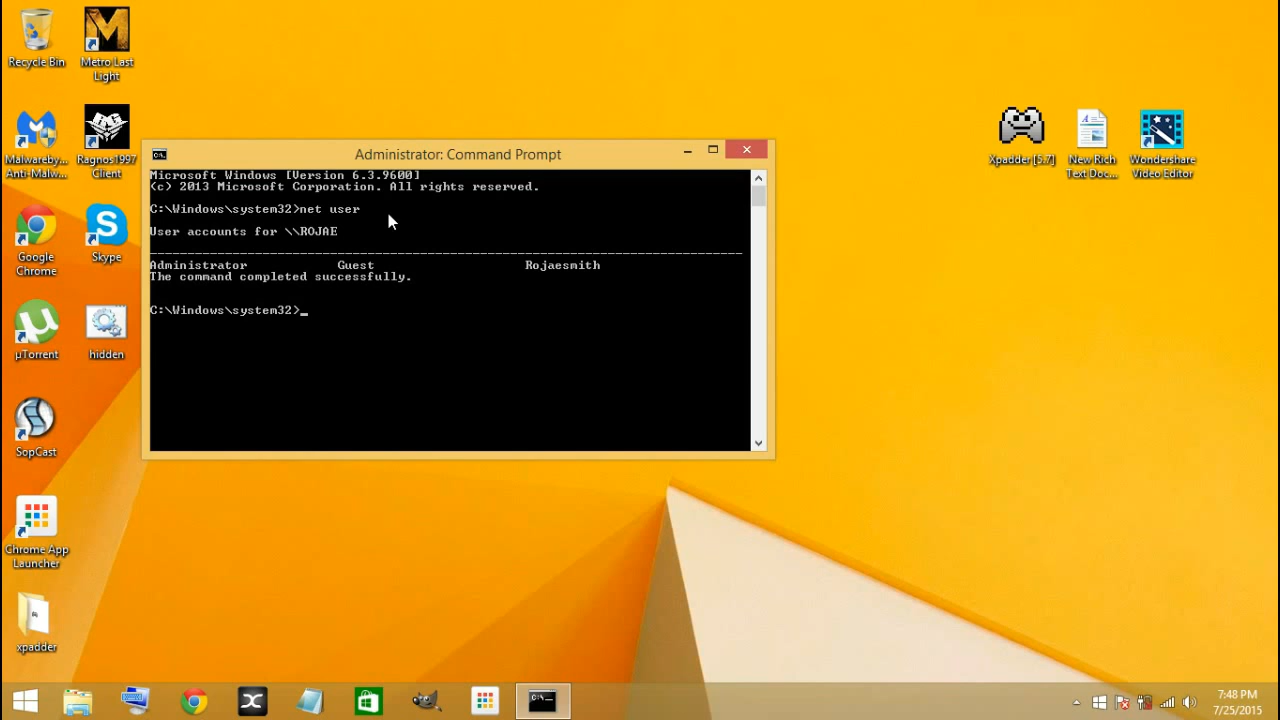 Recycle Bin
Metro Last
Light
Malwareby...
Anti-Malw...
Ragnos1997
Client
Google
Chrome
Skype
µTorrent
hidden
SopCast
Chrome App
Launcher
xpadder
Administrator: Command Prompt
Microsoft Windows [Version 6.3.9600]
(c) 2013 Microsoft Corporation. All rights reserved.
C:\Windows\system32>net user
User accounts for \\ROJAE
-------------------------------------------------------------------------------
Administrator Guest Rojaesmith
The command completed successfully.
C:\Windows\system32>_
Xpadder [5.7]
New Rich
Text Doc...
Wondershare
Video Editor
7:48 PM
7/25/2015